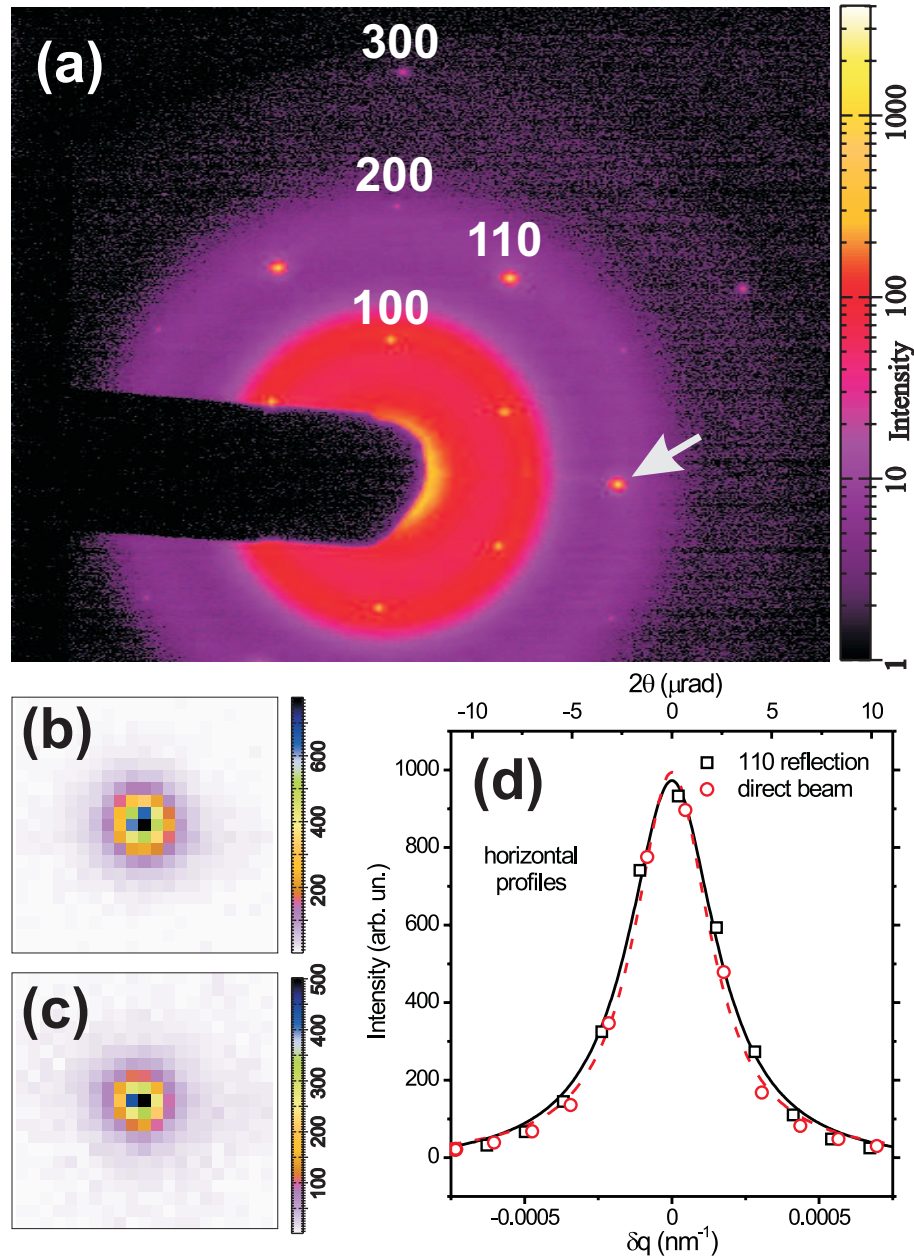 (a)
300
200
110
100
1000
100
10
1
Intensity
(b)
600
400
200
(c)
500
400
300
200
100
2θ (μrad)
-10 -5 0 5 10
(d)
110 reflection
direct beam
horizontal
profiles
1000
800
600
400
200
0
Intensity (arb. un.)
-0.0005 0 0.0005
δq (nm⁻¹)